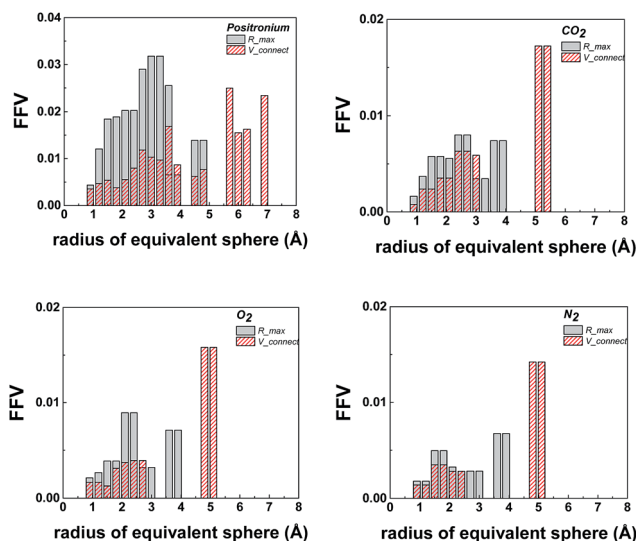 Positronium
R_max
V_connect
0.04
0.03
0.02
0.01
0.00
FFV
0 1 2 3 4 5 6 7 8
radius of equivalent sphere (Å)
CO2
R_max
V_connect
0.02
0.01
0.00
FFV
0 1 2 3 4 5 6 7 8
radius of equivalent sphere (Å)
O2
R_max
V_connect
0.02
0.01
0.00
FFV
0 1 2 3 4 5 6 7 8
radius of equivalent sphere (Å)
N2
R_max
V_connect
0.02
0.01
0.00
FFV
0 1 2 3 4 5 6 7 8
radius of equivalent sphere (Å)